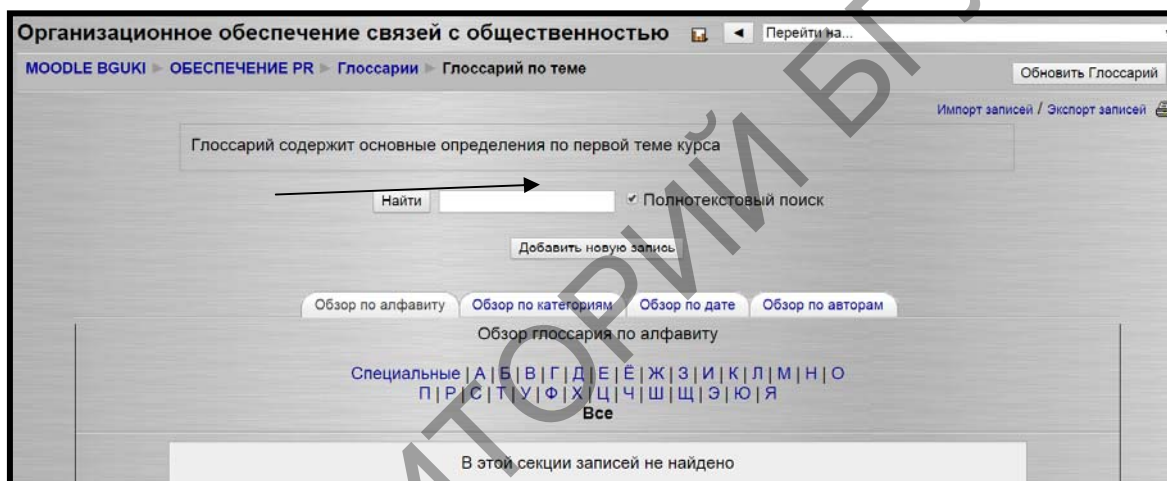 Организационное обеспечение связей с общественностью Перейти на...
MOODLE BGUKI ► ОБЕСПЕЧЕНИЕ PR ► Глоссарии ► Глоссарий по теме
Обновить Глоссарий
Импорт записей / Экспорт записей
Глоссарий содержит основные определения по первой теме курса
Найти Полнотекстовый поиск
Добавить новую запись
Обзор по алфавиту Обзор по категориям Обзор по дате Обзор по авторам
Обзор глоссария по алфавиту
Специальные | А | Б | В | Г | Д | Е | Ё | Ж | З | И | К | Л | М | Н | О
П | Р | С | Т | У | Ф | Х | Ц | Ч | Ш | Щ | Э | Ю | Я
Все
В этой секции записей не найдено